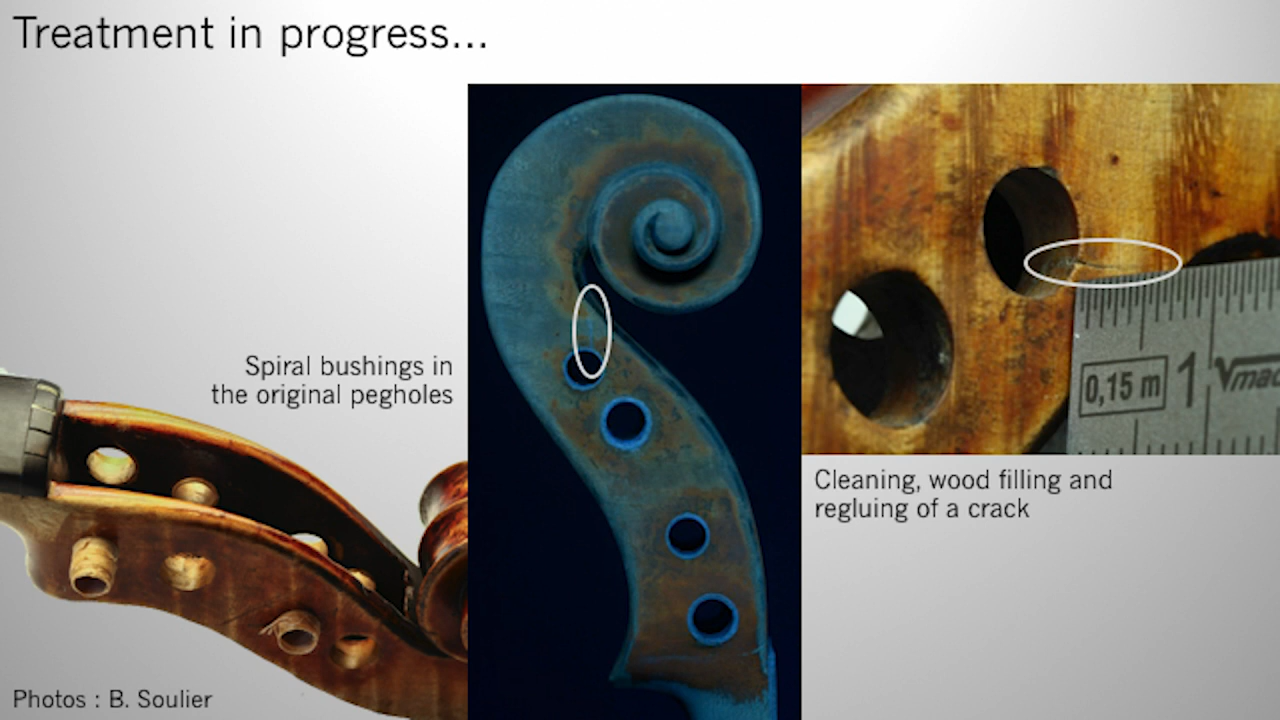 Treatment in progress...
Spiral bushings in
the original pegholes
0,15 m 1
Cleaning, wood filling and
regluing of a crack
Photos : B. Soulier